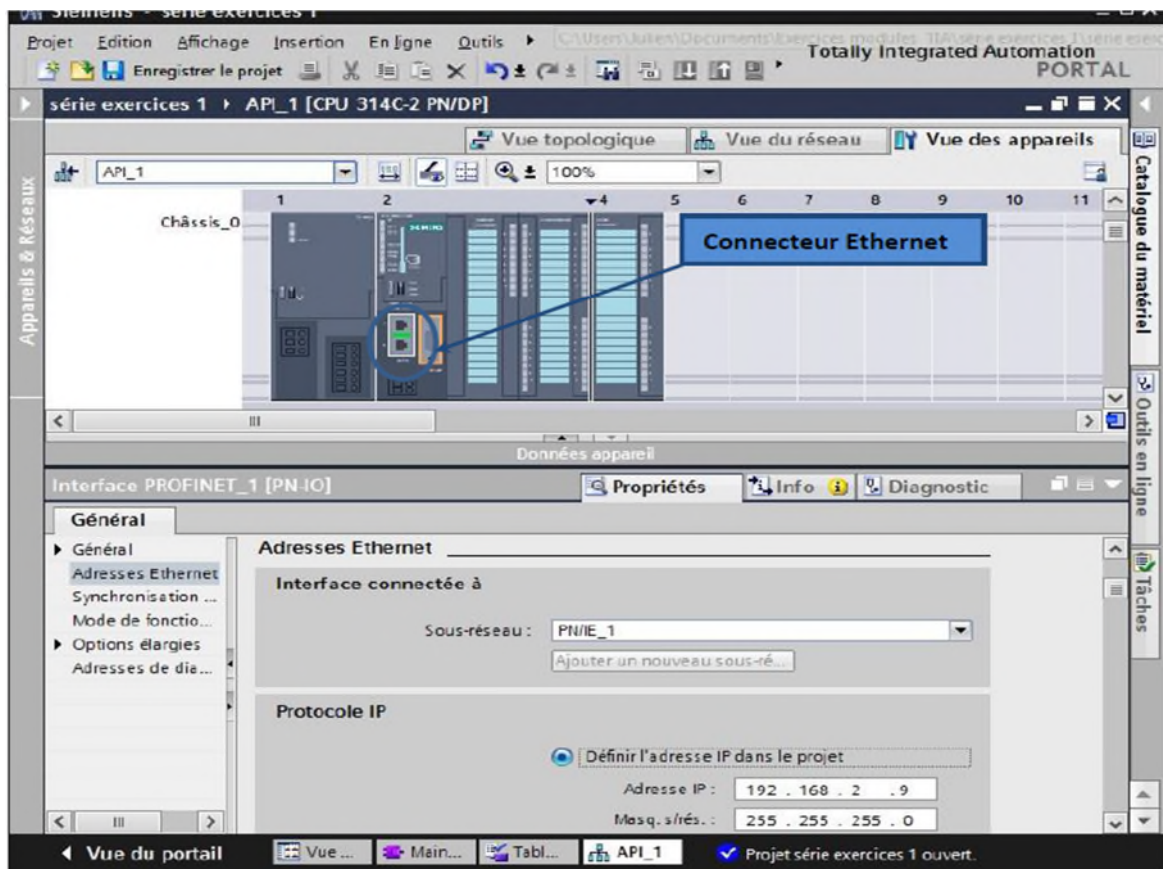 Siemens - série exercices 1
Projet Edition Affichage Insertion En ligne Outils
Totally Integrated Automation
PORTAL
Enregistrer le projet
série exercices 1 API_1 [CPU 314C-2 PN/DP]
Vue topologique Vue du réseau Vue des appareils
API_1 100%
1 2 4 5 6 7 8 9 10 11
Châssis_0
SIEMENS
Connecteur Ethernet
Appareils & Réseaux
Catalogue du matériel
Outils en ligne
Tâches
Données appareil
Interface PROFINET_1 [PN-IO]
Propriétés Info Diagnostic
Général
Général
Adresses Ethernet
Synchronisation ...
Mode de fonctio...
Options élargies
Adresses de dia...
Adresses Ethernet
Interface connectée à
Sous-réseau : PN/IE_1
Ajouter un nouveau sous-ré...
Protocole IP
Définir l'adresse IP dans le projet
Adresse IP : 192 . 168 . 2 . 9
Masq. s/rés. : 255 . 255 . 255 . 0
Vue du portail Vue ... Main... Tabl... API_1 Projet série exercices 1 ouvert.